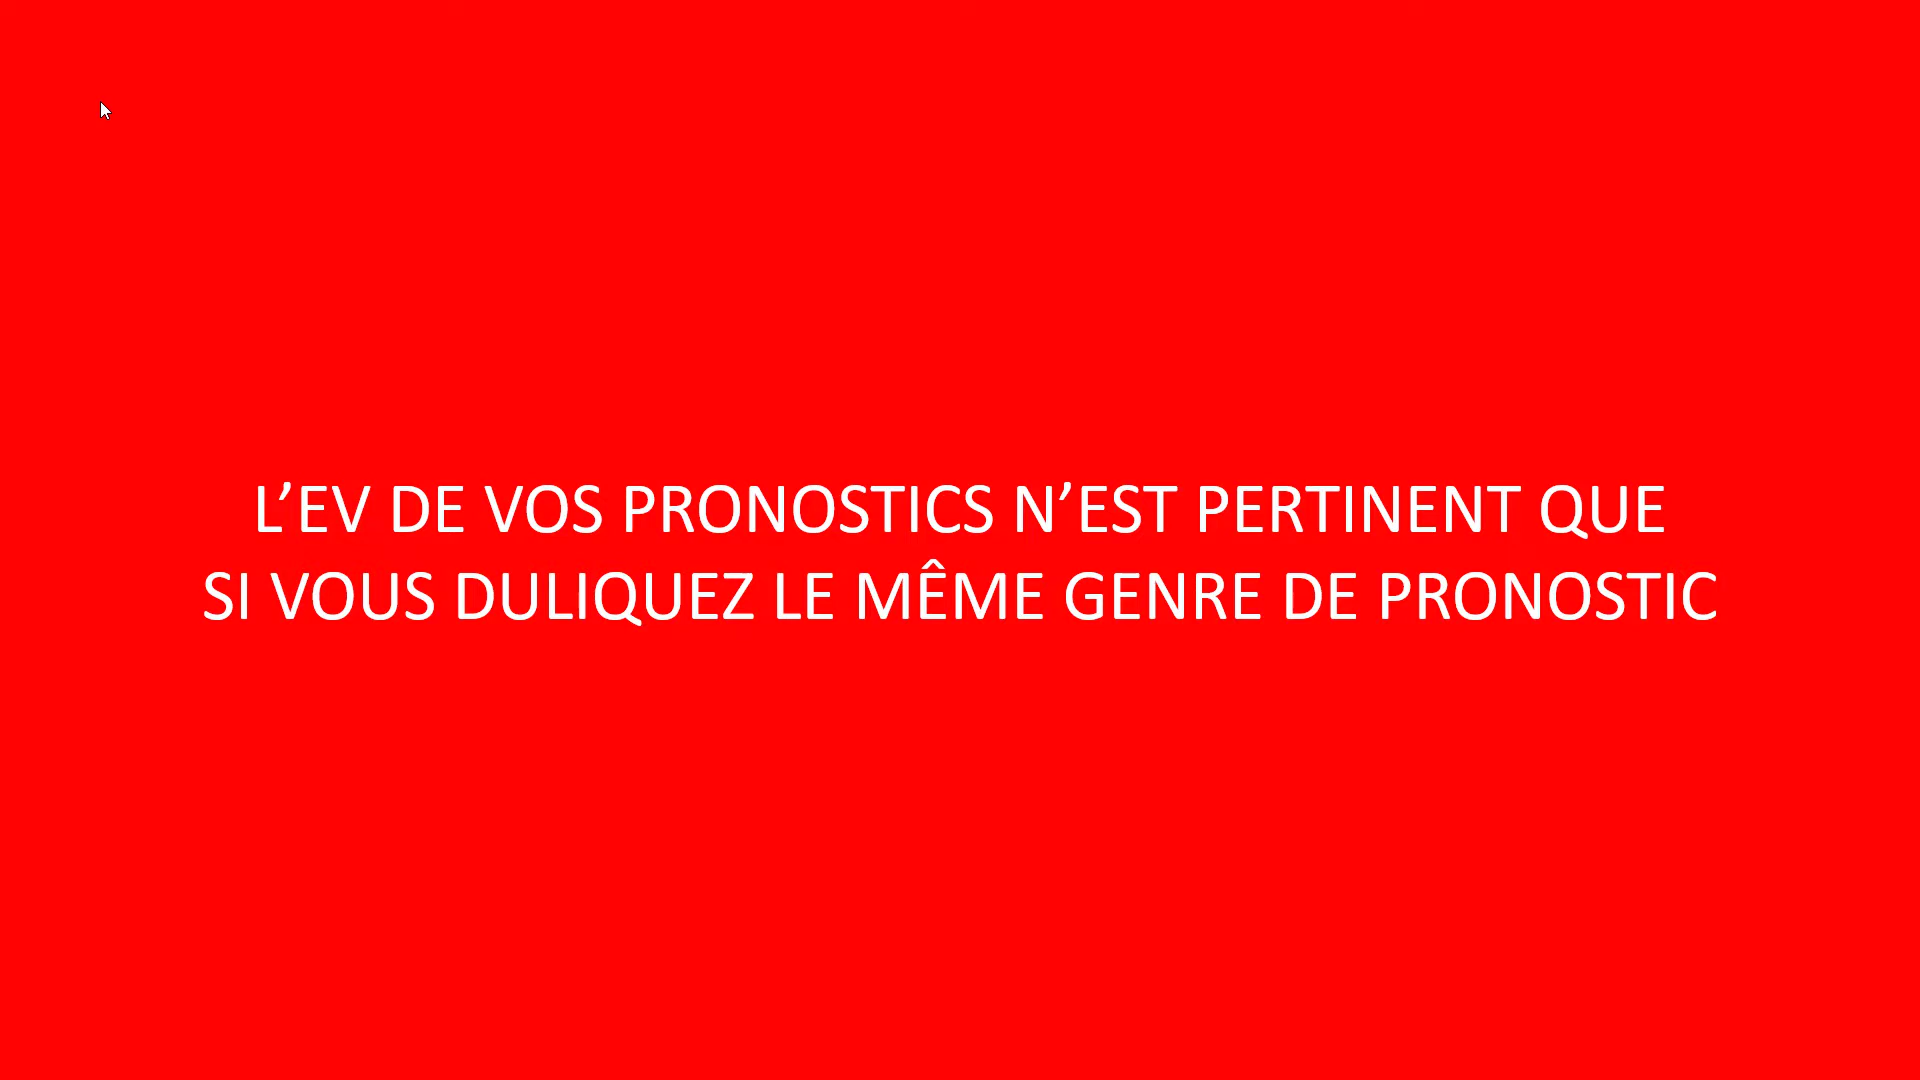 L’EV DE VOS PRONOSTICS N’EST PERTINENT QUE
SI VOUS DULIQUEZ LE MÊME GENRE DE PRONOSTIC